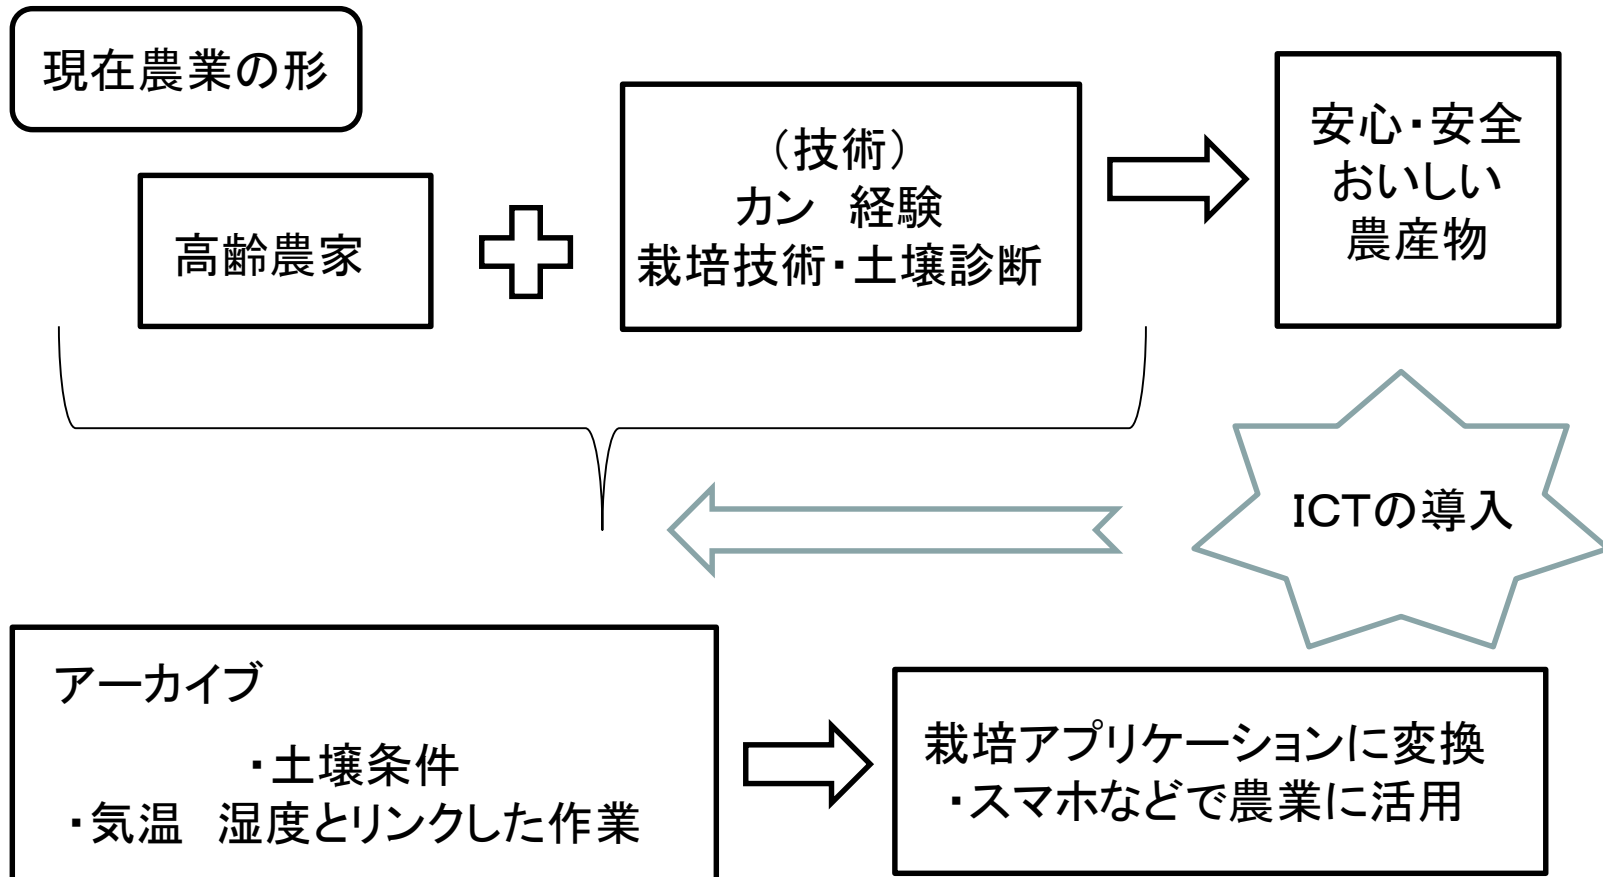 現在農業の形
高齢農家
（技術）
カン　経験
栽培技術・土壌診断
安心・安全
おいしい
農産物
ICTの導入
アーカイブ
・土壌条件
・気温　湿度とリンクした作業
栽培アプリケーションに変換
・スマホなどで農業に活用